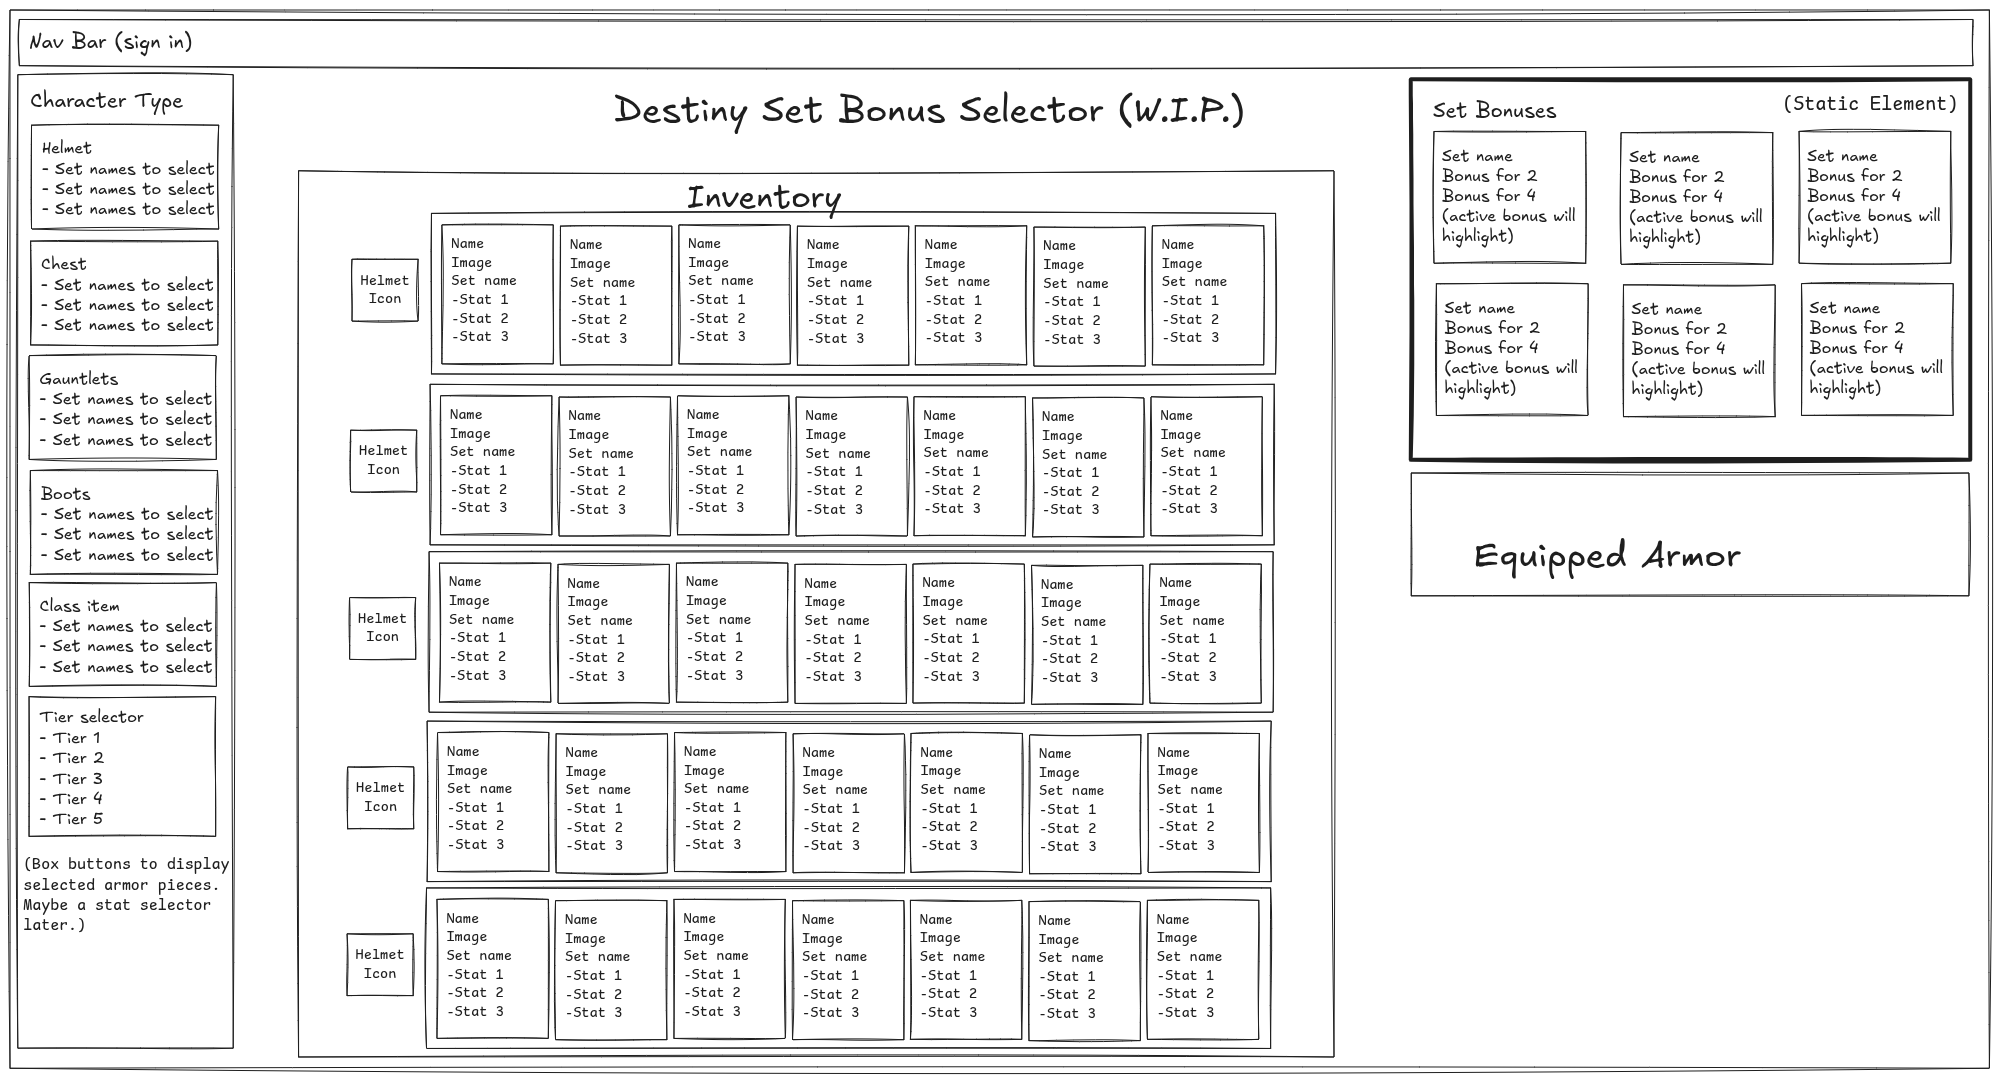 Nav Bar (sign in)
Character Type
Helmet
- Set names to select
- Set names to select
- Set names to select
Chest
- Set names to select
- Set names to select
- Set names to select
Gauntlets
- Set names to select
- Set names to select
- Set names to select
Boots
- Set names to select
- Set names to select
- Set names to select
Class item
- Set names to select
- Set names to select
- Set names to select
Tier selector
- Tier 1
- Tier 2
- Tier 3
- Tier 4
- Tier 5
(Box buttons to display
selected armor pieces.
Maybe a stat selector
later.)
Destiny Set Bonus Selector (W.I.P.)
Inventory
Helmet
Icon
Name
Image
Set name
-Stat 1
-Stat 2
-Stat 3
Name
Image
Set name
-Stat 1
-Stat 2
-Stat 3
Name
Image
Set name
-Stat 1
-Stat 2
-Stat 3
Name
Image
Set name
-Stat 1
-Stat 2
-Stat 3
Name
Image
Set name
-Stat 1
-Stat 2
-Stat 3
Name
Image
Set name
-Stat 1
-Stat 2
-Stat 3
Name
Image
Set name
-Stat 1
-Stat 2
-Stat 3
Helmet
Icon
Name
Image
Set name
-Stat 1
-Stat 2
-Stat 3
Name
Image
Set name
-Stat 1
-Stat 2
-Stat 3
Name
Image
Set name
-Stat 1
-Stat 2
-Stat 3
Name
Image
Set name
-Stat 1
-Stat 2
-Stat 3
Name
Image
Set name
-Stat 1
-Stat 2
-Stat 3
Name
Image
Set name
-Stat 1
-Stat 2
-Stat 3
Name
Image
Set name
-Stat 1
-Stat 2
-Stat 3
Helmet
Icon
Name
Image
Set name
-Stat 1
-Stat 2
-Stat 3
Name
Image
Set name
-Stat 1
-Stat 2
-Stat 3
Name
Image
Set name
-Stat 1
-Stat 2
-Stat 3
Name
Image
Set name
-Stat 1
-Stat 2
-Stat 3
Name
Image
Set name
-Stat 1
-Stat 2
-Stat 3
Name
Image
Set name
-Stat 1
-Stat 2
-Stat 3
Name
Image
Set name
-Stat 1
-Stat 2
-Stat 3
Helmet
Icon
Name
Image
Set name
-Stat 1
-Stat 2
-Stat 3
Name
Image
Set name
-Stat 1
-Stat 2
-Stat 3
Name
Image
Set name
-Stat 1
-Stat 2
-Stat 3
Name
Image
Set name
-Stat 1
-Stat 2
-Stat 3
Name
Image
Set name
-Stat 1
-Stat 2
-Stat 3
Name
Image
Set name
-Stat 1
-Stat 2
-Stat 3
Name
Image
Set name
-Stat 1
-Stat 2
-Stat 3
Helmet
Icon
Name
Image
Set name
-Stat 1
-Stat 2
-Stat 3
Name
Image
Set name
-Stat 1
-Stat 2
-Stat 3
Name
Image
Set name
-Stat 1
-Stat 2
-Stat 3
Name
Image
Set name
-Stat 1
-Stat 2
-Stat 3
Name
Image
Set name
-Stat 1
-Stat 2
-Stat 3
Name
Image
Set name
-Stat 1
-Stat 2
-Stat 3
Name
Image
Set name
-Stat 1
-Stat 2
-Stat 3
Set Bonuses
(Static Element)
Set name
Bonus for 2
Bonus for 4
(active bonus will
highlight)
Set name
Bonus for 2
Bonus for 4
(active bonus will
highlight)
Set name
Bonus for 2
Bonus for 4
(active bonus will
highlight)
Set name
Bonus for 2
Bonus for 4
(active bonus will
highlight)
Set name
Bonus for 2
Bonus for 4
(active bonus will
highlight)
Set name
Bonus for 2
Bonus for 4
(active bonus will
highlight)
Equipped Armor